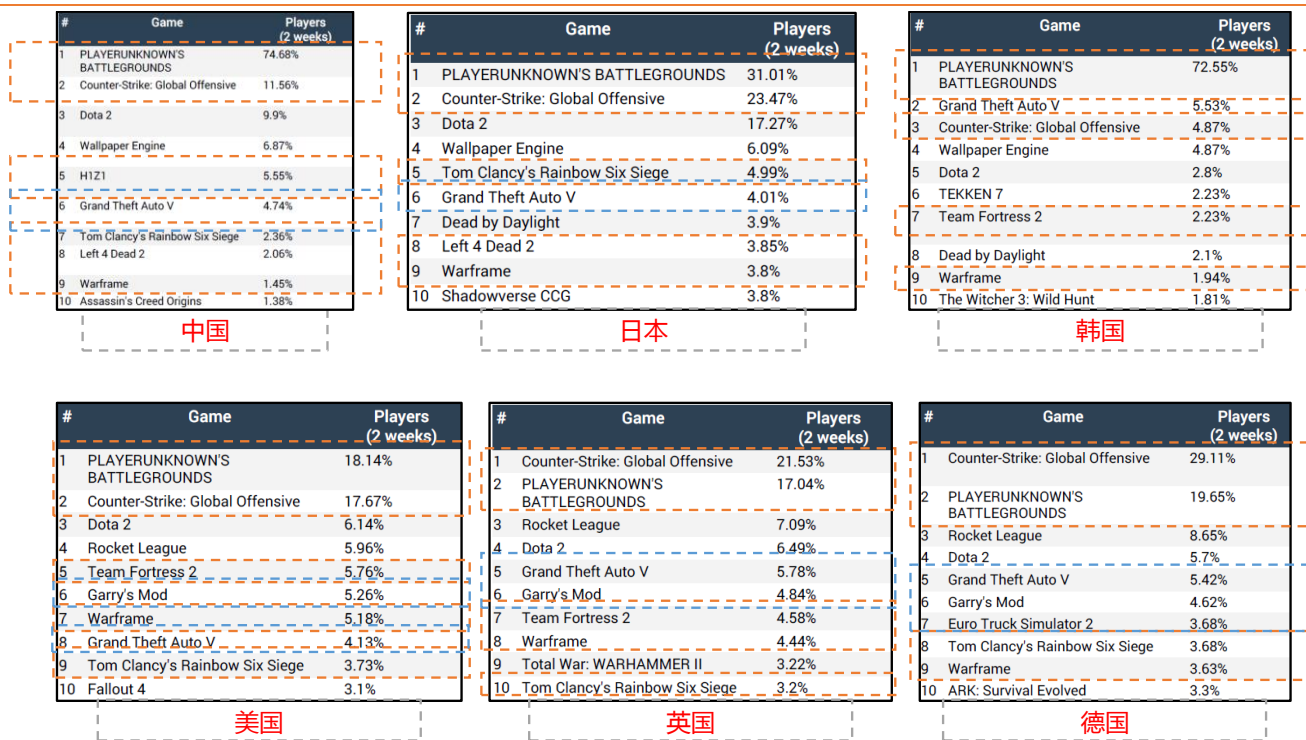 # Game Players
(2 weeks)
1 PLAYERUNKNOWN'S 74.68%
BATTLEGROUNDS
2 Counter-Strike: Global Offensive 11.56%
3 Dota 2 9.9%
4 Wallpaper Engine 6.87%
5 H1Z1 5.55%
6 Grand Theft Auto V 4.74%
7 Tom Clancy's Rainbow Six Siege 2.36%
8 Left 4 Dead 2 2.06%
9 Warframe 1.45%
10 Assassin's Creed Origins 1.38%
中国
# Game Players
(2 weeks)
1 PLAYERUNKNOWN'S BATTLEGROUNDS 31.01%
2 Counter-Strike: Global Offensive 23.47%
3 Dota 2 17.27%
4 Wallpaper Engine 6.09%
5 Tom Clancy's Rainbow Six Siege 4.99%
6 Grand Theft Auto V 4.01%
7 Dead by Daylight 3.9%
8 Left 4 Dead 2 3.85%
9 Warframe 3.8%
10 Shadowverse CCG 3.8%
日本
# Game Players
(2 weeks)
1 PLAYERUNKNOWN'S 72.55%
BATTLEGROUNDS
2 Grand Theft Auto V 5.53%
3 Counter-Strike: Global Offensive 4.87%
4 Wallpaper Engine 4.87%
5 Dota 2 2.8%
6 TEKKEN 7 2.23%
7 Team Fortress 2 2.23%
8 Dead by Daylight 2.1%
9 Warframe 1.94%
10 The Witcher 3: Wild Hunt 1.81%
韩国
# Game Players
(2 weeks)
1 PLAYERUNKNOWN'S 18.14%
BATTLEGROUNDS
2 Counter-Strike: Global Offensive 17.67%
3 Dota 2 6.14%
4 Rocket League 5.96%
5 Team Fortress 2 5.76%
6 Garry's Mod 5.26%
7 Warframe 5.18%
8 Grand Theft Auto V 4.13%
9 Tom Clancy's Rainbow Six Siege 3.73%
10 Fallout 4 3.1%
美国
# Game Players
(2 weeks)
1 Counter-Strike: Global Offensive 21.53%
2 PLAYERUNKNOWN'S 17.04%
BATTLEGROUNDS
3 Rocket League 7.09%
4 Dota 2 6.49%
5 Grand Theft Auto V 5.78%
6 Garry's Mod 4.84%
7 Team Fortress 2 4.58%
8 Warframe 4.44%
9 Total War: WARHAMMER II 3.22%
10 Tom Clancy's Rainbow Six Siege 3.2%
英国
# Game Players
(2 weeks)
1 Counter-Strike: Global Offensive 29.11%
2 PLAYERUNKNOWN'S 19.65%
BATTLEGROUNDS
3 Rocket League 8.65%
4 Dota 2 5.7%
5 Grand Theft Auto V 5.42%
6 Garry's Mod 4.62%
7 Euro Truck Simulator 2 3.68%
8 Tom Clancy's Rainbow Six Siege 3.68%
9 Warframe 3.63%
10 ARK: Survival Evolved 3.3%
德国